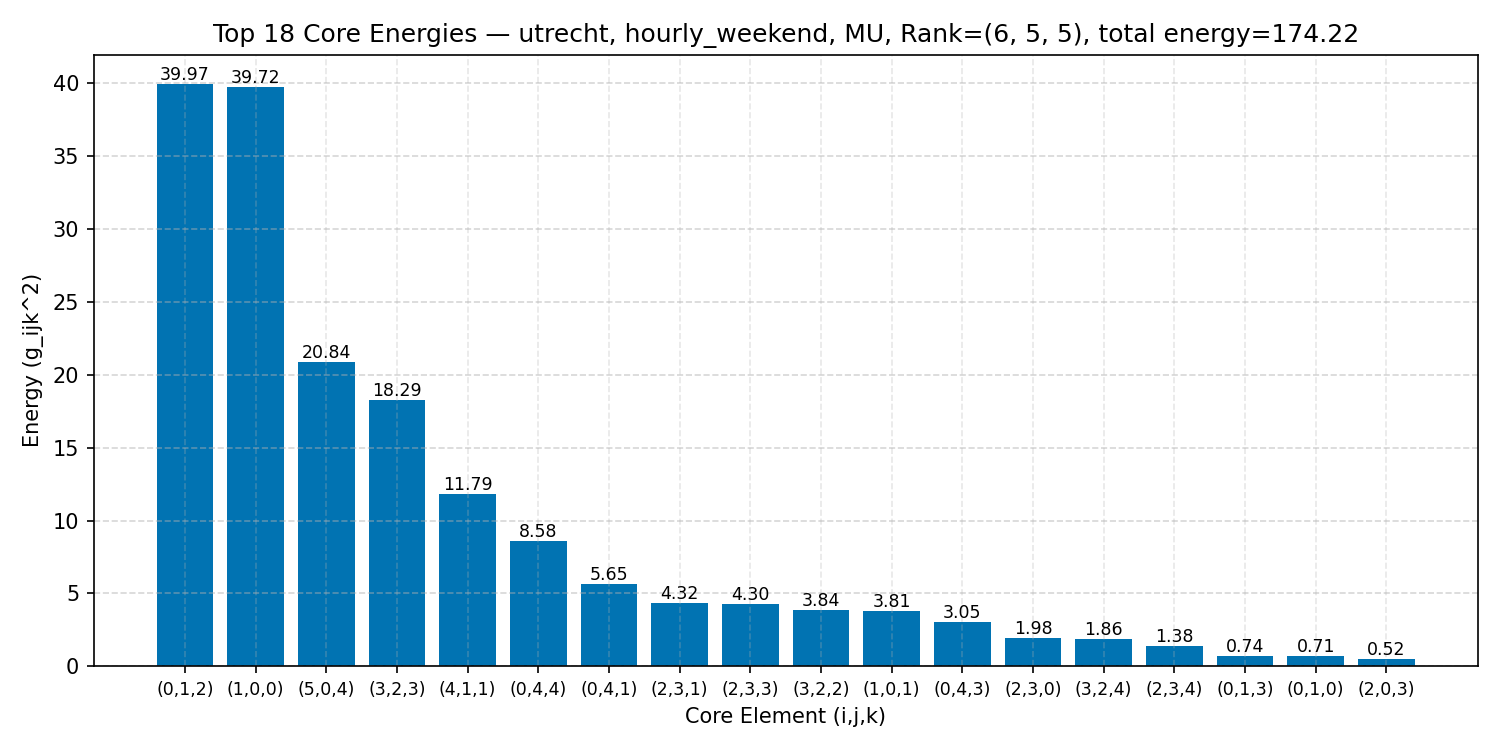 Top 18 Core Energies — utrecht, hourly_weekend, MU, Rank=(6, 5, 5), total energy=174.22
Energy (g_ijk^2)
40
35
30
25
20
15
10
5
0
39.97 39.72 20.84 18.29 11.79 8.58 5.65 4.32 4.30 3.84 3.81 3.05 1.98 1.86 1.38 0.74 0.71 0.52
(0,1,2) (1,0,0) (5,0,4) (3,2,3) (4,1,1) (0,4,4) (0,4,1) (2,3,1) (2,3,3) (3,2,2) (1,0,1) (0,4,3) (2,3,0) (3,2,4) (2,3,4) (0,1,3) (0,1,0) (2,0,3)
Core Element (i,j,k)